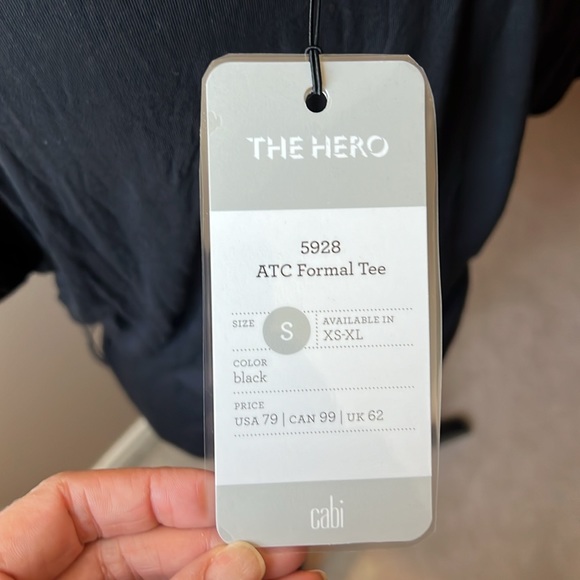 THE HERO
5928
ATC Formal Tee
SIZE
S
AVAILABLE IN
XS-XL
COLOR
black
PRICE
USA 79 | CAN 99 | UK 62
cabi